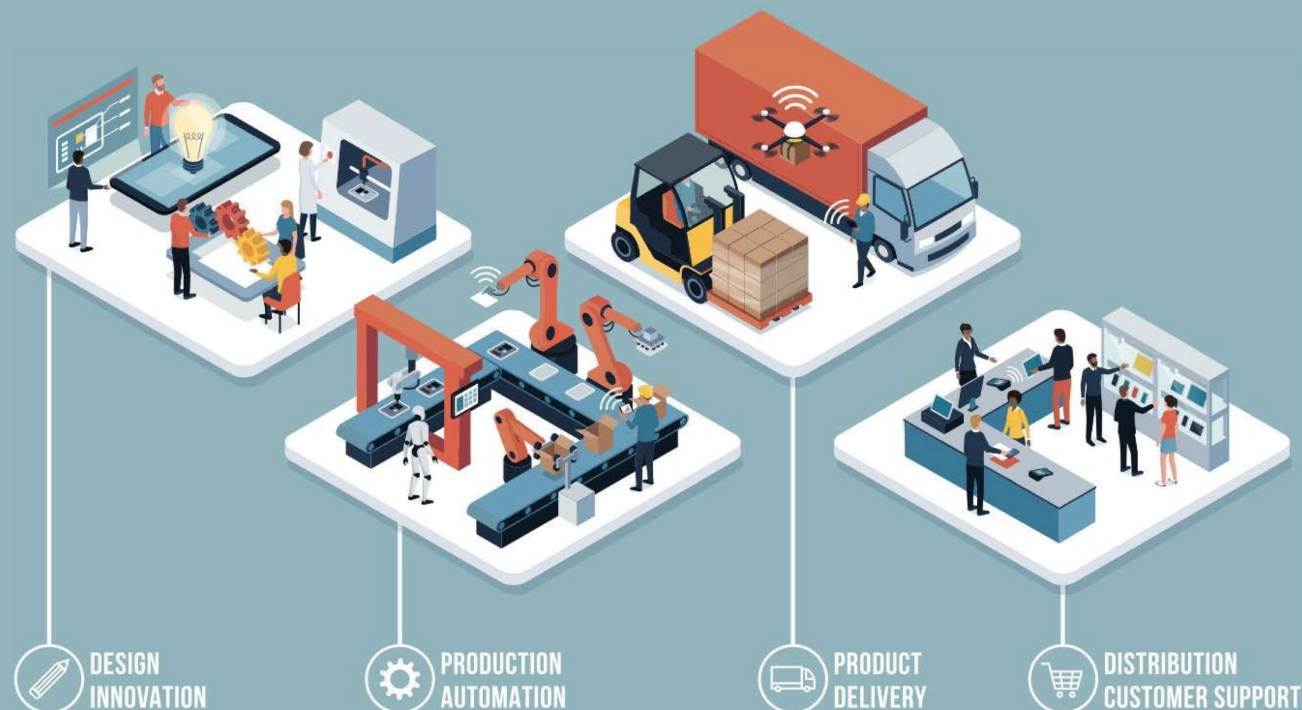 DESIGN
INNOVATION
PRODUCTION
AUTOMATION
PRODUCT
DELIVERY
DISTRIBUTION
CUSTOMER SUPPORT